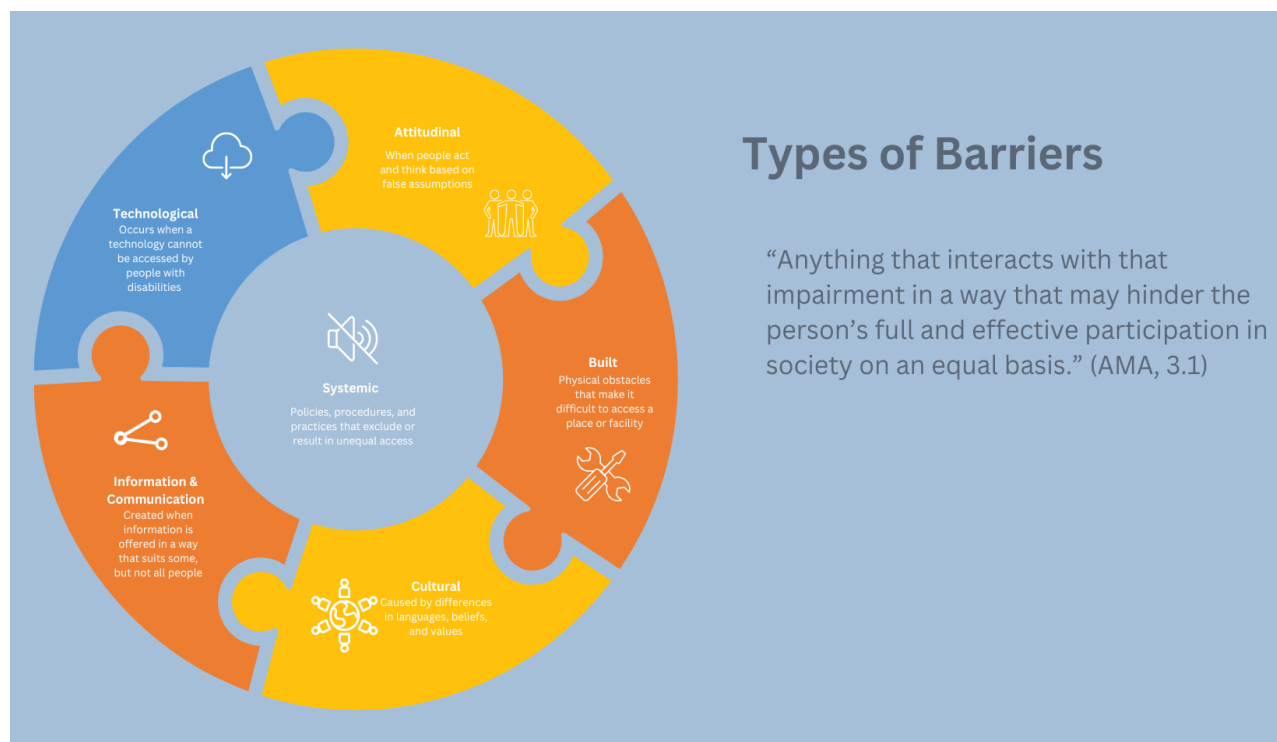 Types of Barriers
“Anything that interacts with that
impairment in a way that may hinder the
person’s full and effective participation in
society on an equal basis.” (AMA, 3.1)
Attitudinal
When people act
and think based on
false assumptions
Built
Physical obstacles
that make it
difficult to access a
place or facility
Cultural
Caused by differences
in languages, beliefs,
and values
Information &
Communication
Created when
information is
offered in a way
that suits some,
but not all people
Technological
Occurs when a
technology cannot
be accessed by
people with
disabilities
Systemic
Policies, procedures, and
practices that exclude or
result in unequal access